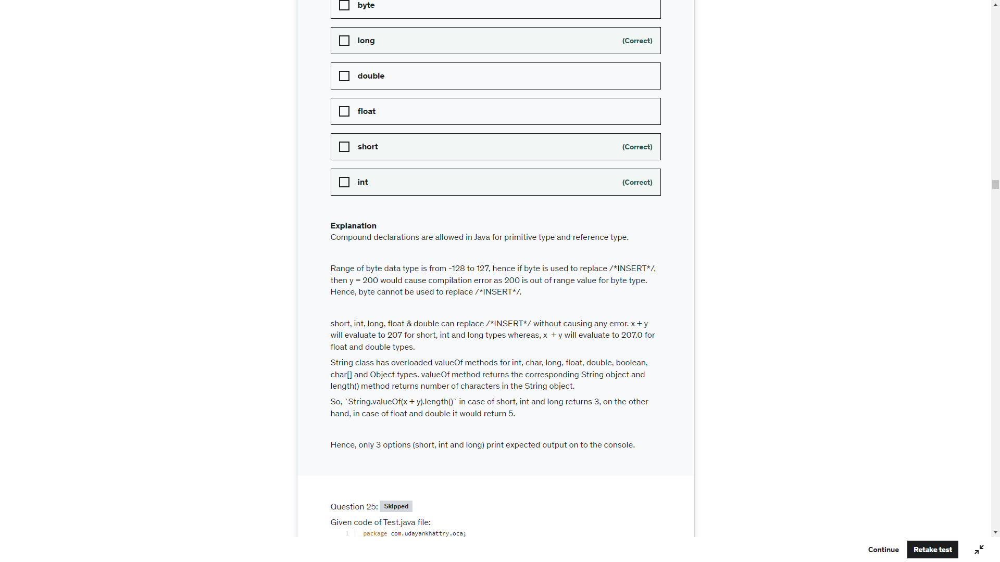 byte
long (Correct)
double
float
short (Correct)
int (Correct)
Explanation
Compound declarations are allowed in Java for primitive type and reference type.
Range of byte data type is from -128 to 127, hence if byte is used to replace /*INSERT*/,
then y = 200 would cause compilation error as 200 is out of range value for byte type.
Hence, byte cannot be used to replace /*INSERT*/.
short, int, long, float & double can replace /*INSERT*/ without causing any error. x + y
will evaluate to 207 for short, int and long types whereas, x  + y will evaluate to 207.0 for
float and double types.
String class has overloaded valueOf methods for int, char, long, float, double, boolean,
char[] and Object types. valueOf method returns the corresponding String object and
length() method returns number of characters in the String object.
So, `String.valueOf(x + y).length()` in case of short, int and long returns 3, on the other
hand, in case of float and double it would return 5.
Hence, only 3 options (short, int and long) print expected output on to the console.
Question 25: Skipped
Given code of Test.java file:
1 package com.udayankhattry.oca;
Continue Retake test